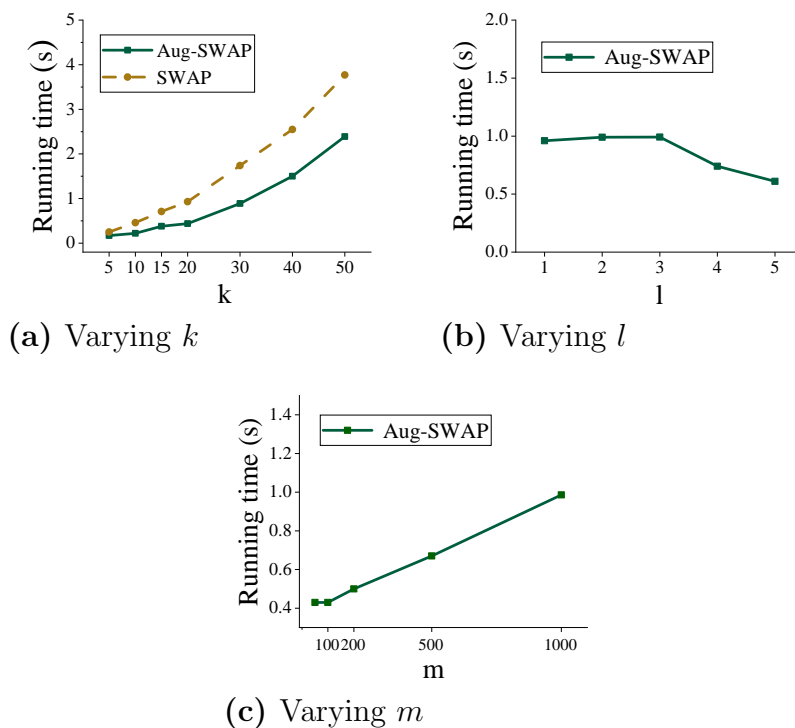 Running time (s)
5
4
3
2
1
0
Aug-SWAP
SWAP
5 10 15 20 30 40 50
k
(a) Varying k
Running time (s)
2.0
1.5
1.0
0.5
0.0
Aug-SWAP
1 2 3 4 5
l
(b) Varying l
Running time (s)
1.4
1.2
1.0
0.8
0.6
0.4
Aug-SWAP
100 200 500 1000
m
(c) Varying m